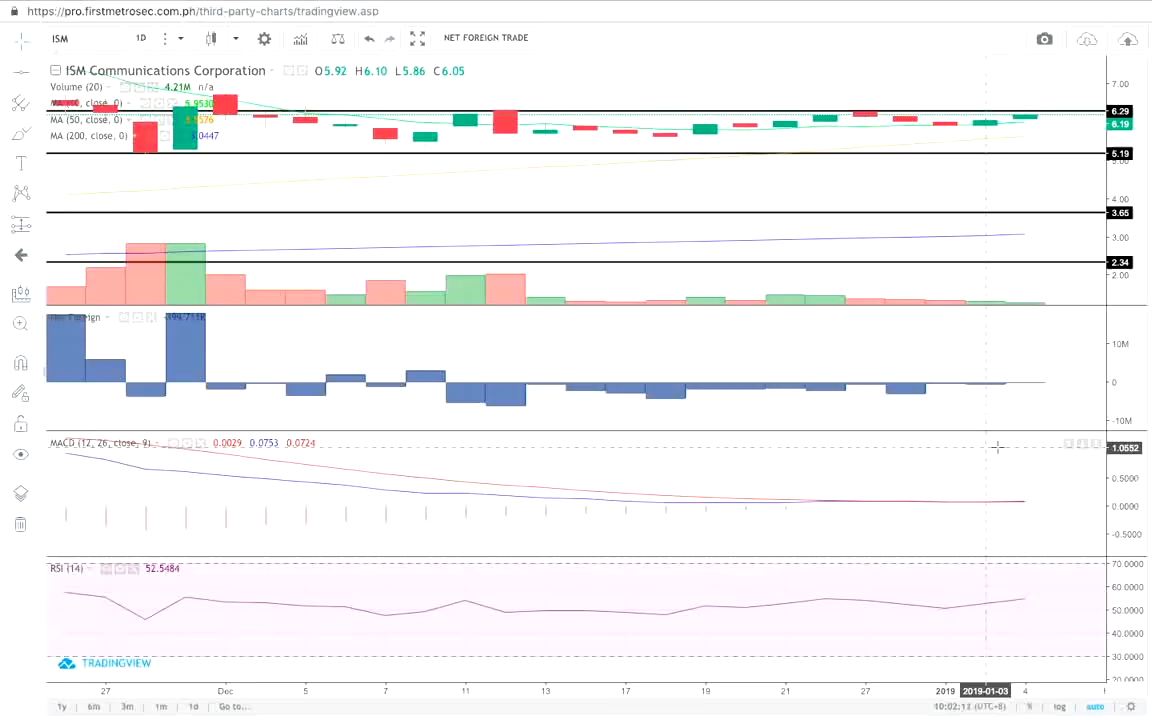 https://pro.firstmetrosec.com.ph/third-party-charts/tradingview.asp
ISM 1D NET FOREIGN TRADE
ISM Communications Corporation O5.92 H6.10 L5.86 C6.05
Volume (20) 4.21M n/a
close, 0)
MA (50, close, 0)
MA (200, close, 0)
7.00
6.29
6.19
5.19
4.00
3.65
3.00
2.34
2.00
10M
0
-10M
MACD (12, 26, close, 9) 0.0029 0.0753 0.0724
1.0552
0.5000
0.0000
-0.5000
RSI (14) 52.5484
70.0000
60.0000
50.0000
40.0000
30.0000
20.0000
TRADINGVIEW
27 Dec 5 7 11 13 17 19 21 27 2019 2019-01-03 4
1y 6m 3m 1m 1d Go to... (UTC+8) % log auto